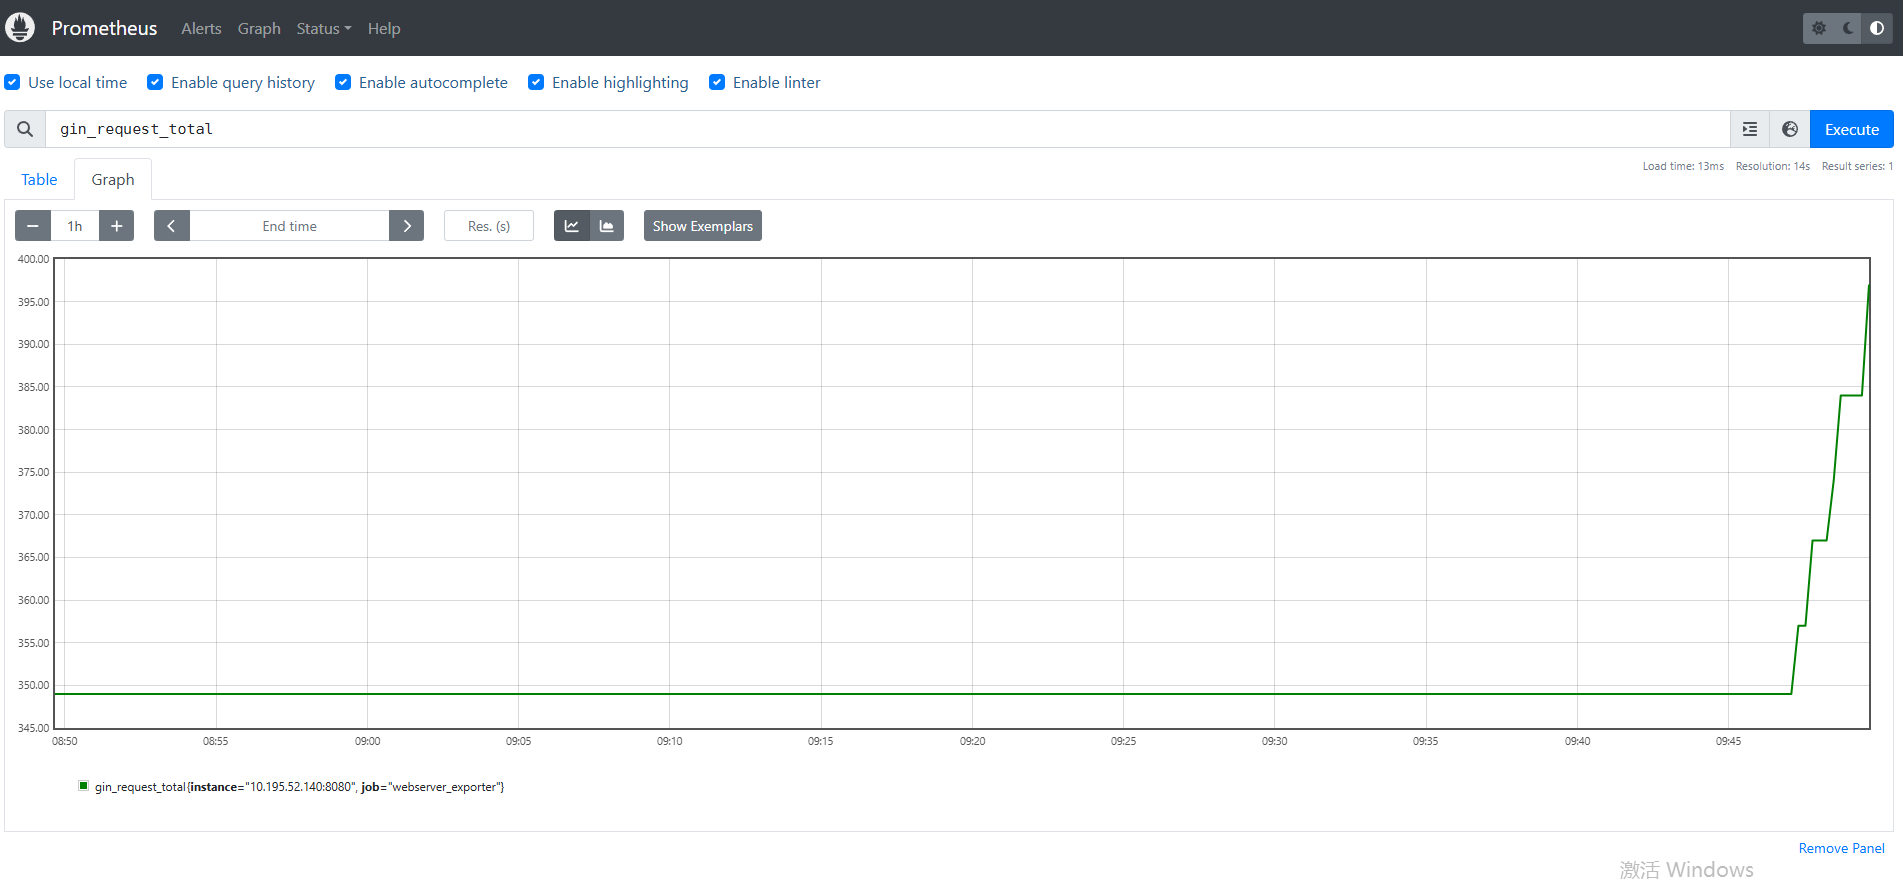 Prometheus Alerts Graph Status Help
Use local time Enable query history Enable autocomplete Enable highlighting Enable linter
gin_request_total Execute
Load time: 13ms Resolution: 14s Result series: 1
Table Graph
1h End time Res. (s) Show Exemplars
400.00
395.00
390.00
385.00
380.00
375.00
370.00
365.00
360.00
355.00
350.00
345.00
08:50 08:55 09:00 09:05 09:10 09:15 09:20 09:25 09:30 09:35 09:40 09:45
gin_request_total{instance="10.195.52.140:8080", job="webserver_exporter"}
Remove Panel
激活 Windows